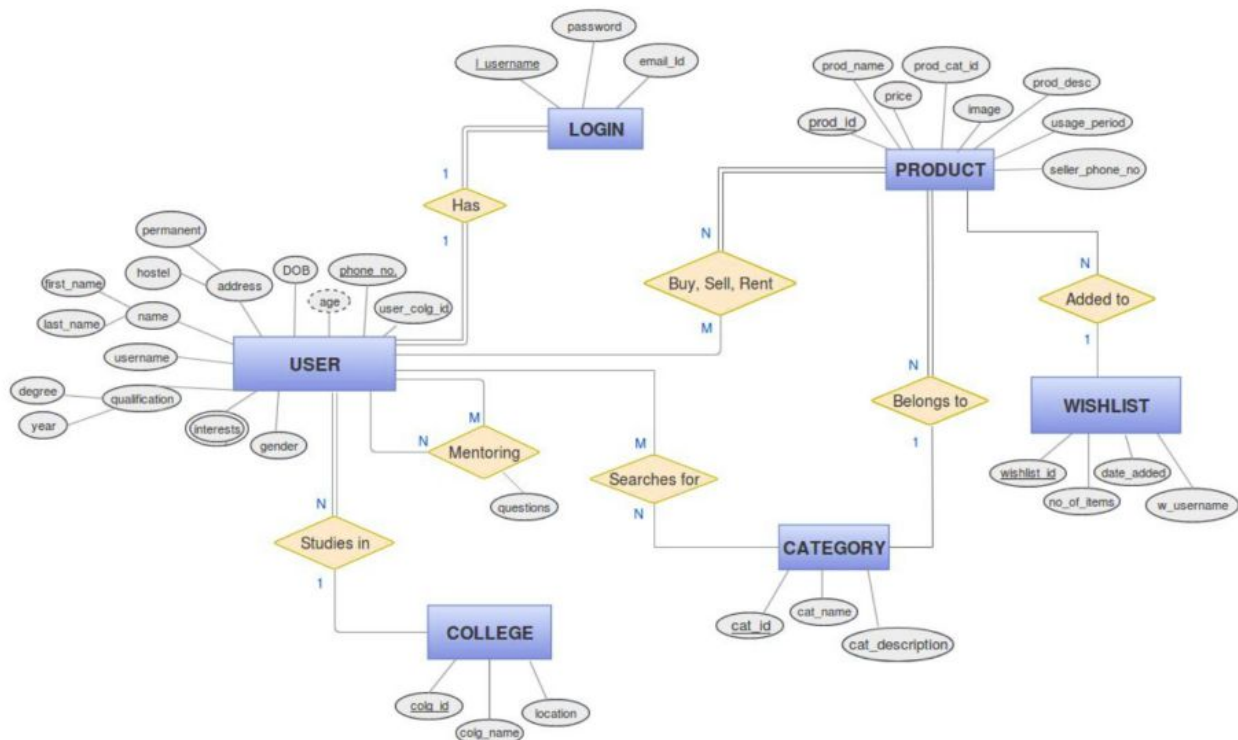 password
l_username
email_Id
LOGIN
prod_name
prod_cat_id
prod_desc
price
image
prod_id
usage_period
PRODUCT
seller_phone_no
1
Has
1
permanent
hostel
address
DOB
phone_no.
first_name
last_name
name
age
user_colg_id
username
USER
degree
year
qualification
interests
gender
N
Buy, Sell, Rent
M
N
Added to
1
WISHLIST
wishlist_id
date_added
no_of_items
w_username
N
Belongs to
1
M
N
Mentoring
questions
M
Searches for
N
CATEGORY
cat_id
cat_name
cat_description
N
Studies in
1
COLLEGE
colg_id
colg_name
location